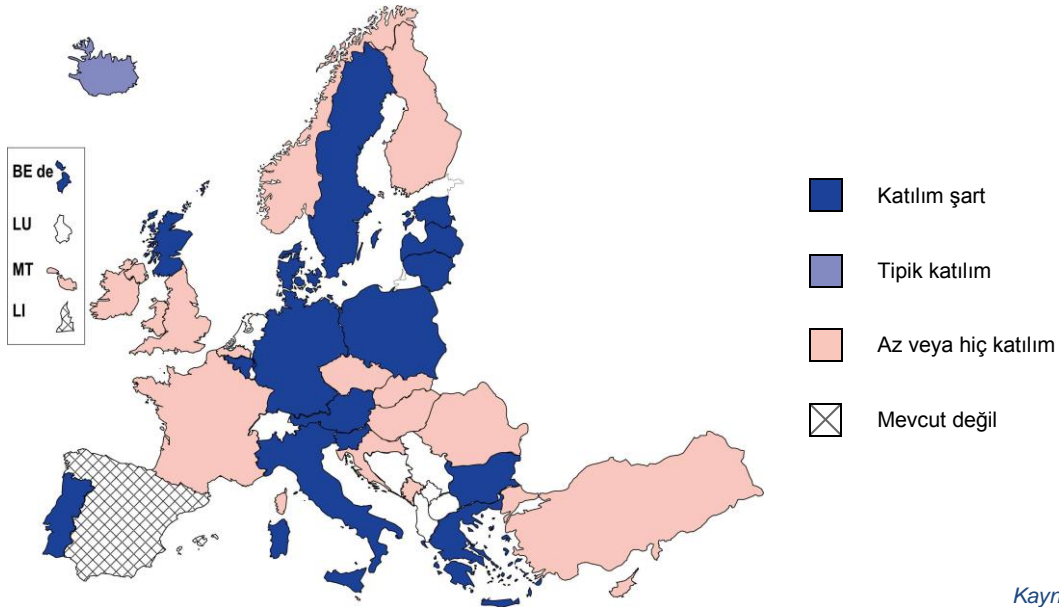 BE de
LU
MT
LI
Katılım şart
Tipik katılım
Az veya hiç katılım
Mevcut değil